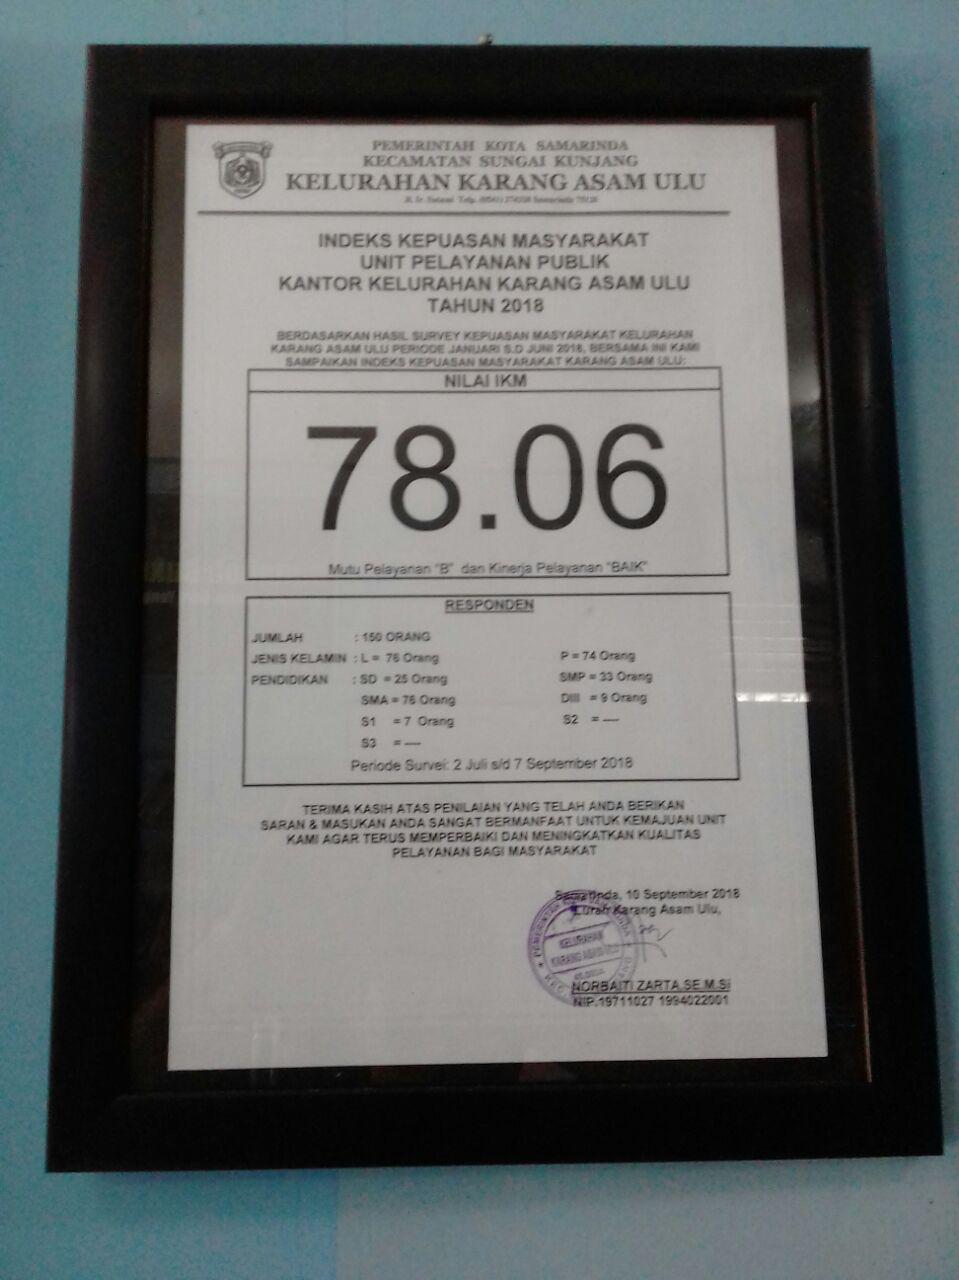 PEMERINTAH KOTA SAMARINDA
KECAMATAN SUNGAI KUNJANG
KELURAHAN KARANG ASAM ULU
Telp. (0541) Samarinda
INDEKS KEPUASAN MASYARAKAT
UNIT PELAYANAN PUBLIK
KANTOR KELURAHAN KARANG ASAM ULU
TAHUN 2018
BERDASARKAN HASIL SURVEY KEPUASAN MASYARAKAT KELURAHAN
KARANG ASAM ULU PERIODE JANUARI S.D JUNI 2018, BERSAMA INI KAMI
SAMPAIKAN INDEKS KEPUASAN MASYARAKAT KARANG ASAM ULU:
NILAI IKM
78.06
Mutu Pelayanan "B" dan Kinerja Pelayanan "BAIK"
RESPONDEN
JUMLAH : 150 ORANG
JENIS KELAMIN : L = 76 Orang P = 74 Orang
PENDIDIKAN : SD = 25 Orang SMP = 33 Orang
SMA = 76 Orang DIII = 9 Orang
S1 = 7 Orang S2 = ----
S3 = ----
Periode Survei: 2 Juli s/d 7 September 2018
TERIMA KASIH ATAS PENILAIAN YANG TELAH ANDA BERIKAN
SARAN & MASUKAN ANDA SANGAT BERMANFAAT UNTUK KEMAJUAN UNIT
KAMI AGAR TERUS MEMPERBAIKI DAN MENINGKATKAN KUALITAS
PELAYANAN BAGI MASYARAKAT
Samarinda, 10 September 2018
Lurah Karang Asam Ulu,
KELURAHAN
KARANG ASAM ULU
NORBAITI ZARTA.SE.M.Si
NIP.19711027 1994022001